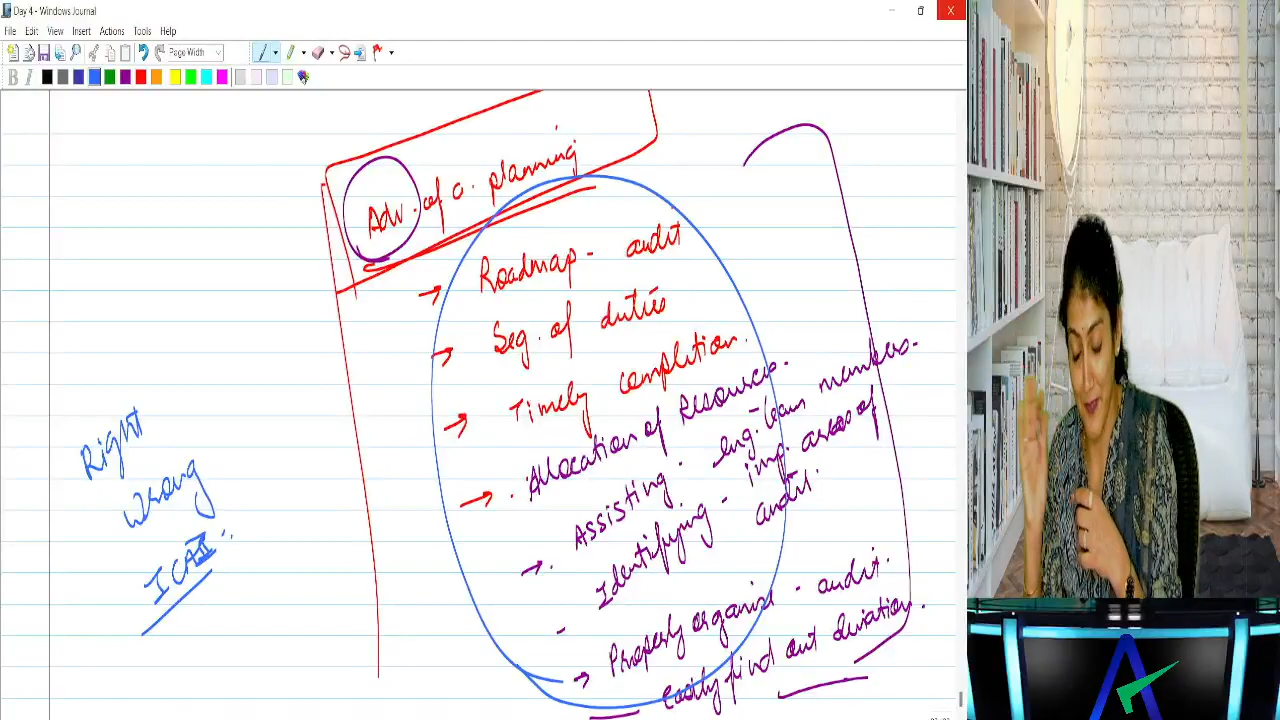 Day 4 - Windows Journal
File Edit View Insert Actions Tools Help
Page Width
B I
Adv. of a. planning
Roadmap - audit
Seg. of duties
Timely completion.
Allocation of Resources.
Assisting. eng. team members.
Identifying - imp. areas of
audit.
Properly organise - audit.
Easily find out deviation.
Right
Wrong
ICAI